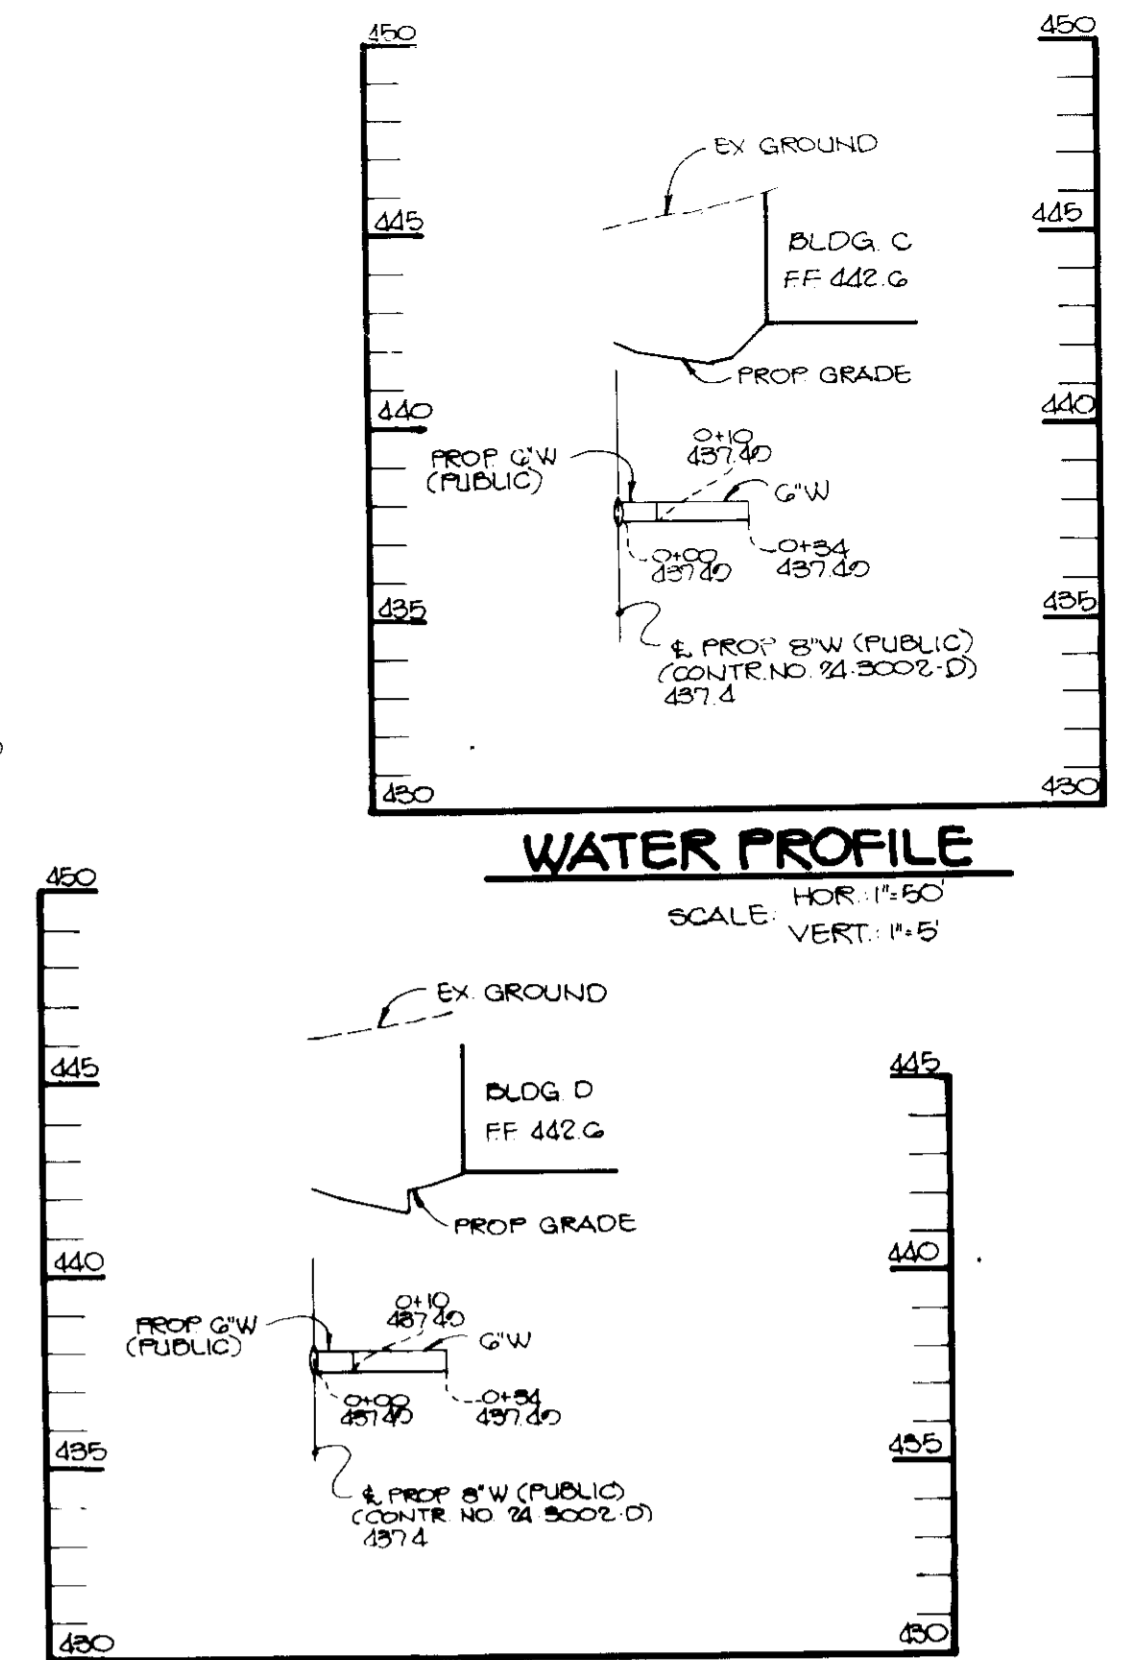 450
450
EX GROUND
445
445
BLDG. C
F.F. 442.6
PROP. GRADE
440
440
0+10
437.40
PROP. 6"W
(PUBLIC)
6"W
0+00
437.40
0+34
437.40
435
435
℄ PROP 8"W (PUBLIC)
(CONTR. NO. 24-3002-D)
437.4
430
430
WATER PROFILE
SCALE: HOR.: 1"=50'
VERT.: 1"=5'
450
EX. GROUND
445
445
BLDG. D
F.F. 442.6
PROP GRADE
440
440
0+10
437.40
PROP. 6"W
(PUBLIC)
6"W
0+00
437.40
0+34
437.40
435
435
℄ PROP 8"W (PUBLIC)
(CONTR. NO. 24-3002-D)
437.4
430
430